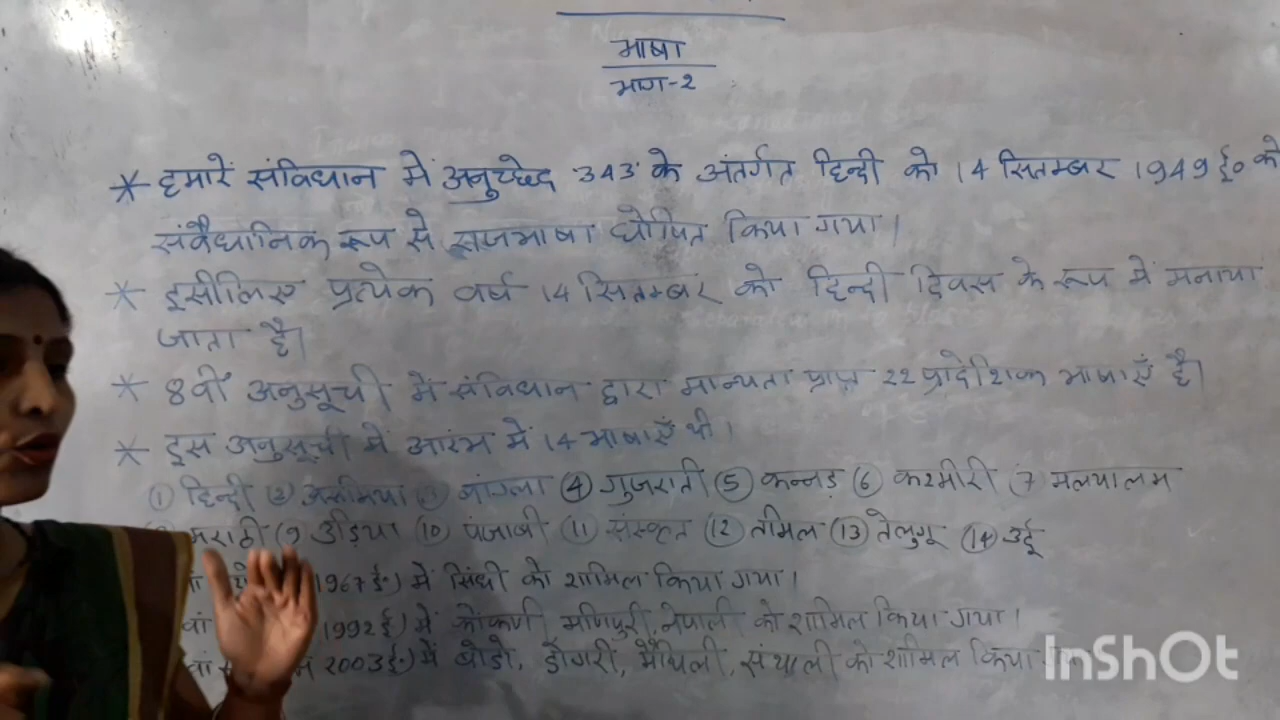 भाषा
भाग-2
* हमारें संविधान में अनुच्छेद '343' के अंतर्गत हिन्दी को 14 सितम्बर 1949 ई० को
संवैधानिक रूप से राजभाषा घोषित किया गया।
* इसीलिए प्रत्येक वर्ष 14 सितम्बर को हिन्दी दिवस के रूप में मनाया
जाता है।
* 8वीं अनुसूची में संविधान द्वारा मान्यता प्राप्त 22 प्रादेशिक भाषाएँ है।
* इस अनुसूची में आरंभ में 14 भाषाएँ थी।
① हिन्दी ② असमिया ③ बांग्ला ④ गुजराती ⑤ कन्नड़ ⑥ कश्मीरी ⑦ मलयालम
मराठी ⑨ उड़िया ⑩ पंजाबी ⑪ संस्कृत ⑫ तमिल ⑬ तेलुगू ⑭ उर्दू
1967 ई०) में सिंधी को शामिल किया गया।
वां 1992 ई) में कोंकणी, मणिपुरी, नेपाली को शामिल किया गया।
वां 2003 ई०) में बोडो, डोगरी, मैथिली, संथाली को शामिल किया
InShOt